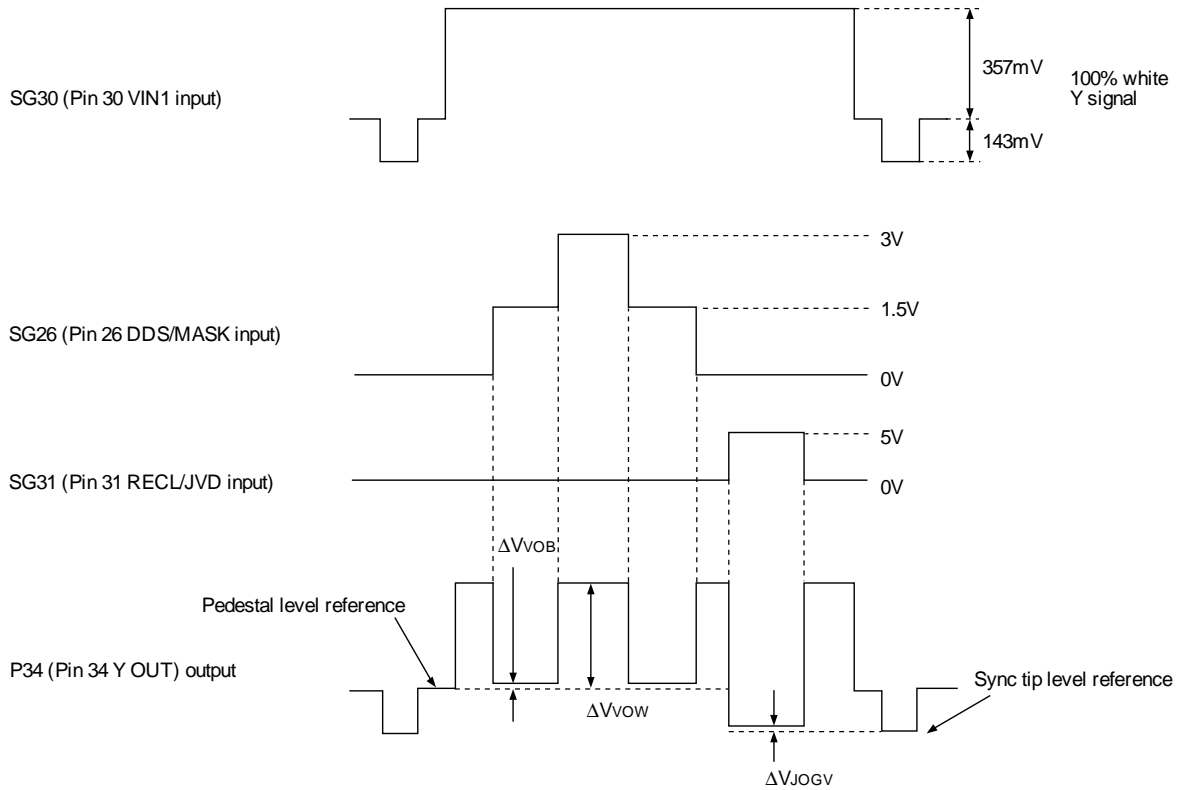 SG30 (Pin 30 VIN1 input)
357mV
100% white
Y signal
143mV
3V
1.5V
SG26 (Pin 26 DDS/MASK input)
0V
5V
SG31 (Pin 31 RECL/JVD input)
0V
ΔVVOB
Pedestal level reference
P34 (Pin 34 Y OUT) output
Sync tip level reference
ΔVVOW
ΔVJOGV